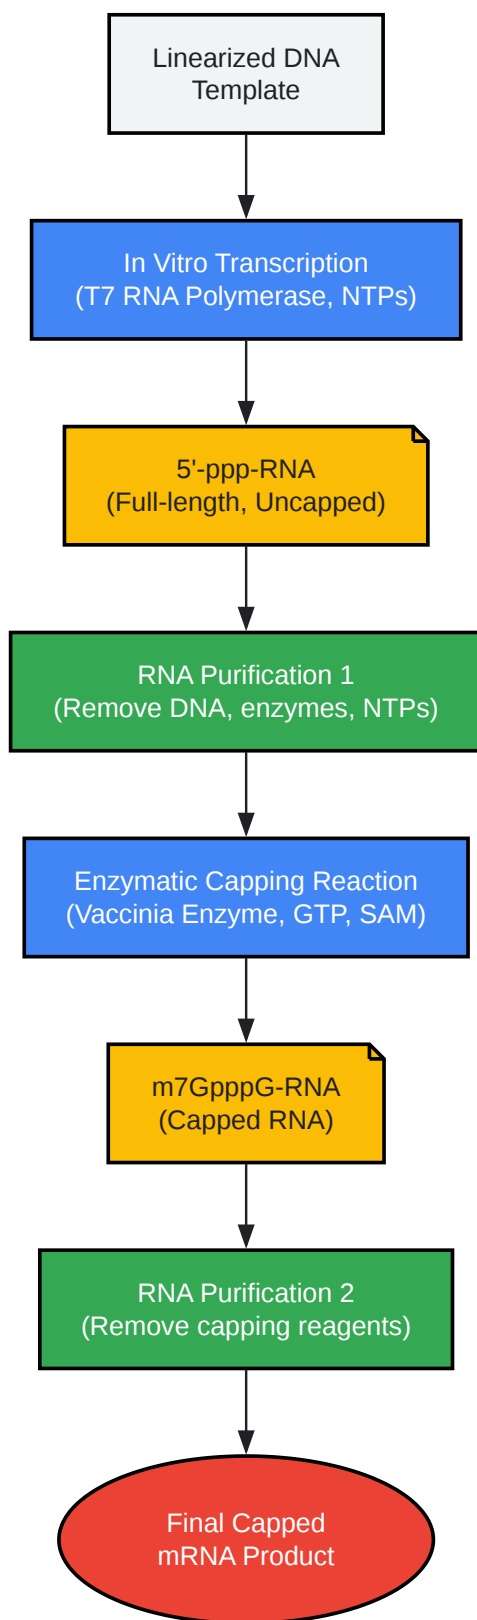 Linearized DNA
Template
In Vitro Transcription
(T7 RNA Polymerase, NTPs)
5'-ppp-RNA
(Full-length, Uncapped)
RNA Purification 1
(Remove DNA, enzymes, NTPs)
Enzymatic Capping Reaction
(Vaccinia Enzyme, GTP, SAM)
m7GpppG-RNA
(Capped RNA)
RNA Purification 2
(Remove capping reagents)
Final Capped
mRNA Product